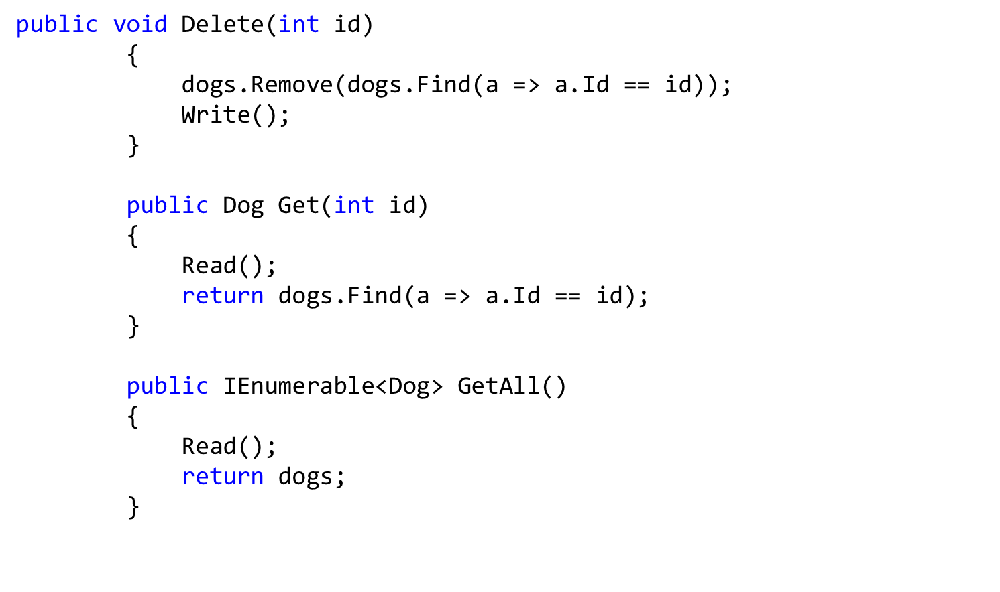 public void Delete(int id)
        {
            dogs.Remove(dogs.Find(a => a.Id == id));
            Write();
        }

        public Dog Get(int id)
        {
            Read();
            return dogs.Find(a => a.Id == id);
        }

        public IEnumerable<Dog> GetAll()
        {
            Read();
            return dogs;
        }